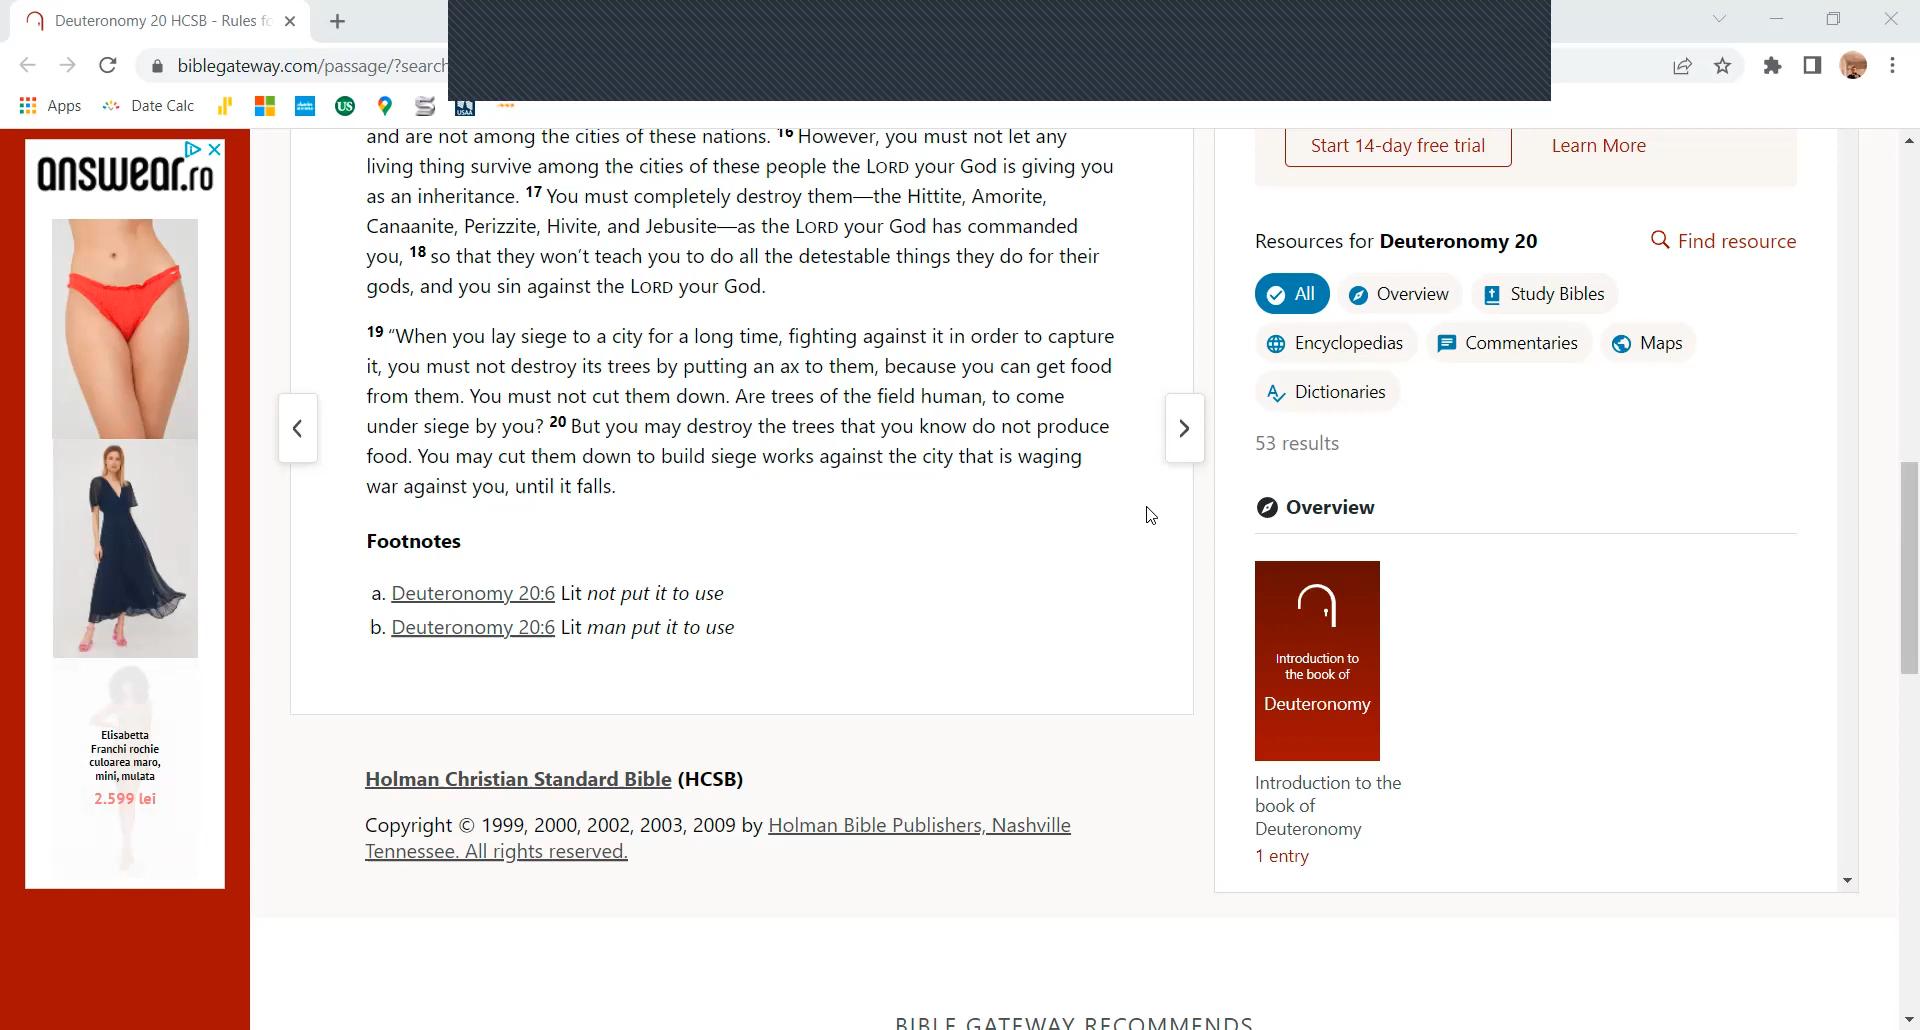 Deuteronomy 20 HCSB - Rules fo
biblegateway.com/passage/?search
Apps
Date Calc
US
USAA
answear.ro
Elisabetta
Franchi rochie
culoarea maro,
mini, mulata
2.599 lei
and are not among the cities of these nations. 16 However, you must not let any
living thing survive among the cities of these people the LORD your God is giving you
as an inheritance. 17 You must completely destroy them—the Hittite, Amorite,
Canaanite, Perizzite, Hivite, and Jebusite—as the LORD your God has commanded
you, 18 so that they won’t teach you to do all the detestable things they do for their
gods, and you sin against the LORD your God.
19 “When you lay siege to a city for a long time, fighting against it in order to capture
it, you must not destroy its trees by putting an ax to them, because you can get food
from them. You must not cut them down. Are trees of the field human, to come
under siege by you? 20 But you may destroy the trees that you know do not produce
food. You may cut them down to build siege works against the city that is waging
war against you, until it falls.
Footnotes
a. Deuteronomy 20:6 Lit not put it to use
b. Deuteronomy 20:6 Lit man put it to use
Holman Christian Standard Bible (HCSB)
Copyright © 1999, 2000, 2002, 2003, 2009 by Holman Bible Publishers, Nashville
Tennessee. All rights reserved.
Start 14-day free trial
Learn More
Resources for Deuteronomy 20
Find resource
All
Overview
Study Bibles
Encyclopedias
Commentaries
Maps
Dictionaries
53 results
Overview
Introduction to
the book of
Deuteronomy
Introduction to the
book of
Deuteronomy
1 entry
BIBLE GATEWAY RECOMMENDS